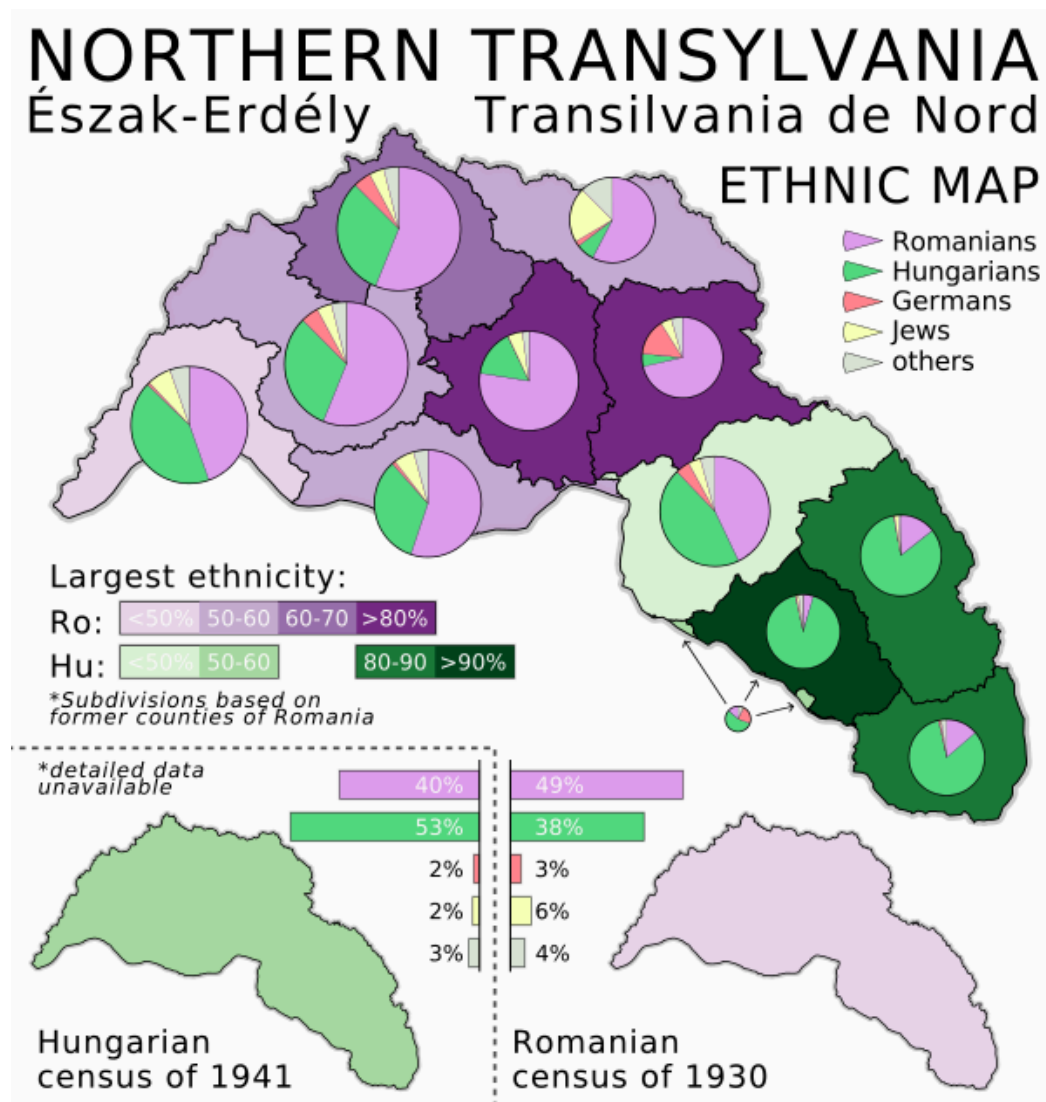 NORTHERN TRANSYLVANIA
Észak-Erdély Transilvania de Nord
ETHNIC MAP
Romanians
Hungarians
Germans
Jews
others
Largest ethnicity:
Ro: <50% 50-60 60-70 >80%
Hu: <50% 50-60 80-90 >90%
*Subdivisions based on
former counties of Romania
*detailed data
unavailable
40% 49%
53% 38%
2% 3%
2% 6%
3% 4%
Hungarian
census of 1941
Romanian
census of 1930